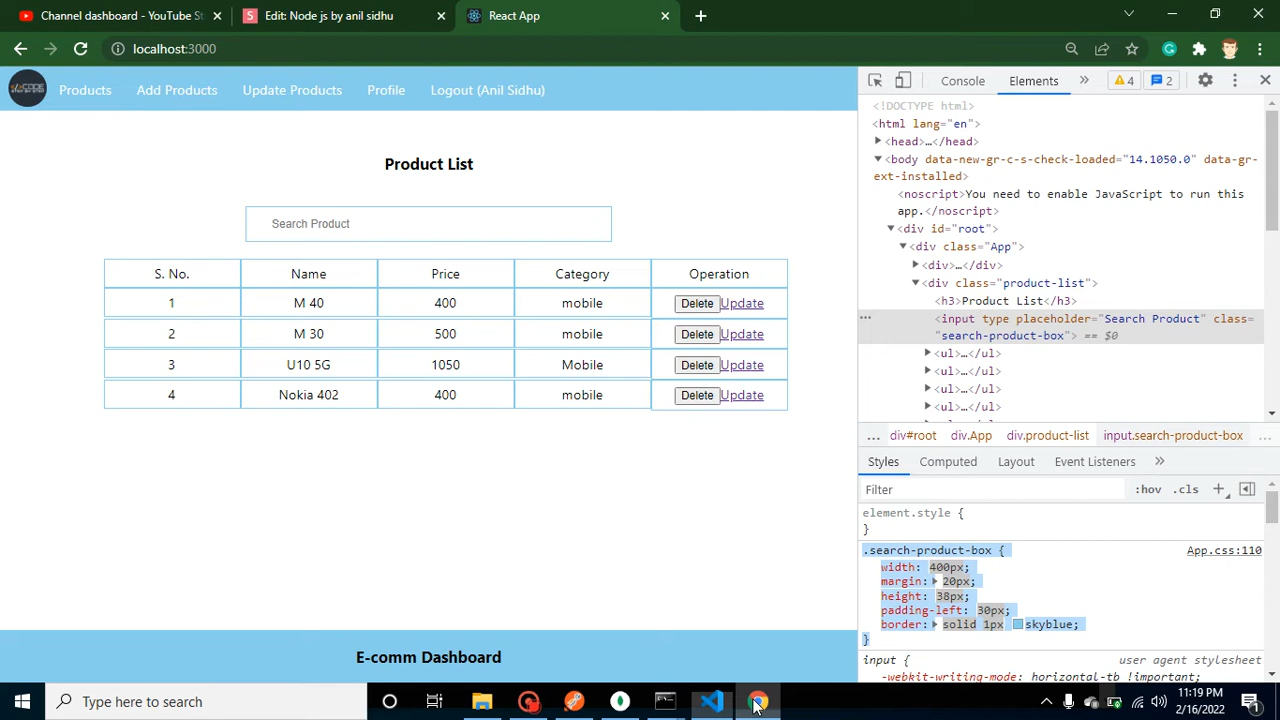 Channel dashboard - YouTube St
Edit: Node js by anil sidhu
React App
localhost:3000
Products
Add Products
Update Products
Profile
Logout (Anil Sidhu)
Product List
Search Product
S. No. Name Price Category Operation
1 M 40 400 mobile Delete Update
2 M 30 500 mobile Delete Update
3 U10 5G 1050 Mobile Delete Update
4 Nokia 402 400 mobile Delete Update
E-comm Dashboard
Console Elements 4 2
<!DOCTYPE html>
<html lang="en">
<head>…</head>
<body data-new-gr-c-s-check-loaded="14.1050.0" data-gr-
ext-installed>
<noscript>You need to enable JavaScript to run this
app.</noscript>
<div id="root">
<div class="App">
<div>…</div>
<div class="product-list">
<h3>Product List</h3>
<input type placeholder="Search Product" class=
"search-product-box"> == $0
<ul>…</ul>
<ul>…</ul>
<ul>…</ul>
<ul>…</ul>
... div#root div.App div.product-list input.search-product-box ...
Styles Computed Layout Event Listeners
Filter :hov .cls
element.style {
}
.search-product-box { App.css:110
width: 400px;
margin: 20px;
height: 38px;
padding-left: 30px;
border: solid 1px skyblue;
}
input { user agent stylesheet
-webkit-writing-mode: horizontal-tb !important;
Type here to search
11:19 PM
2/16/2022